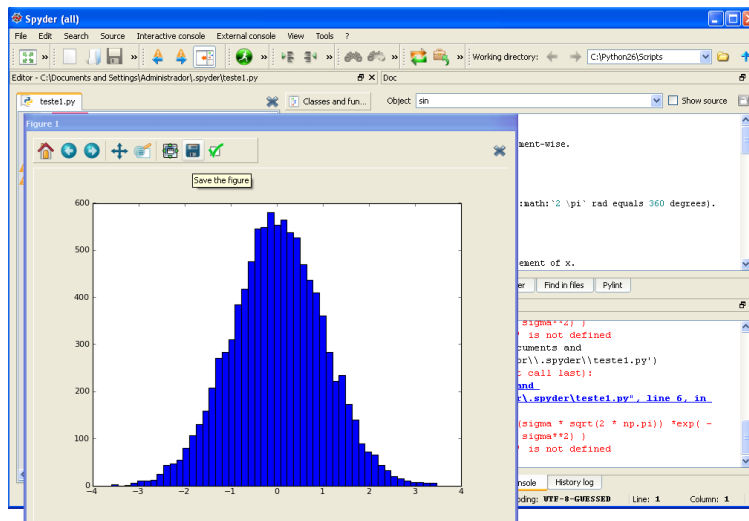 Spyder (all)
File Edit Search Source Interactive console External console View Tools ?
» » » » » » Working directory: C:\Python26\Scripts
Editor - C:\Documents and Settings\Administrador\.spyder\teste1.py
Doc
teste1.py
Classes and fun...
Object sin
Show source
Figure 1
ment-wise.
Save the figure
:math:`2 \pi` rad equals 360 degrees).
ement of x.
600
500
400
300
200
100
0
−4 −3 −2 −1 0 1 2 3 4
er Find in files Pylint
sigma**2) )
' is not defined
cuments and
or\\.spyder\\teste1.py')
t call last):
and
r\.spyder\teste1.py", line 6, in
(sigma * sqrt(2 * np.pi)) *exp( -
sigma**2) )
' is not defined
nsole History log
oding: UTF-8-GUESSED Line: 1 Column: 1